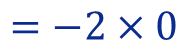 = −2 × 0